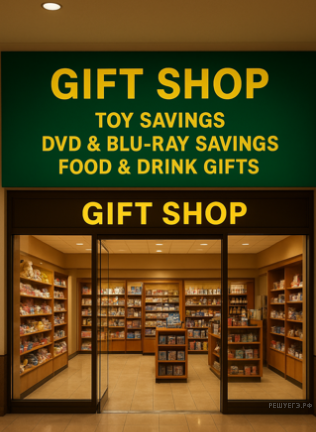 GIFT SHOP
TOY SAVINGS
DVD & BLU-RAY SAVINGS
FOOD & DRINK GIFTS
GIFT SHOP
РЕШУЕГЭ.РФ